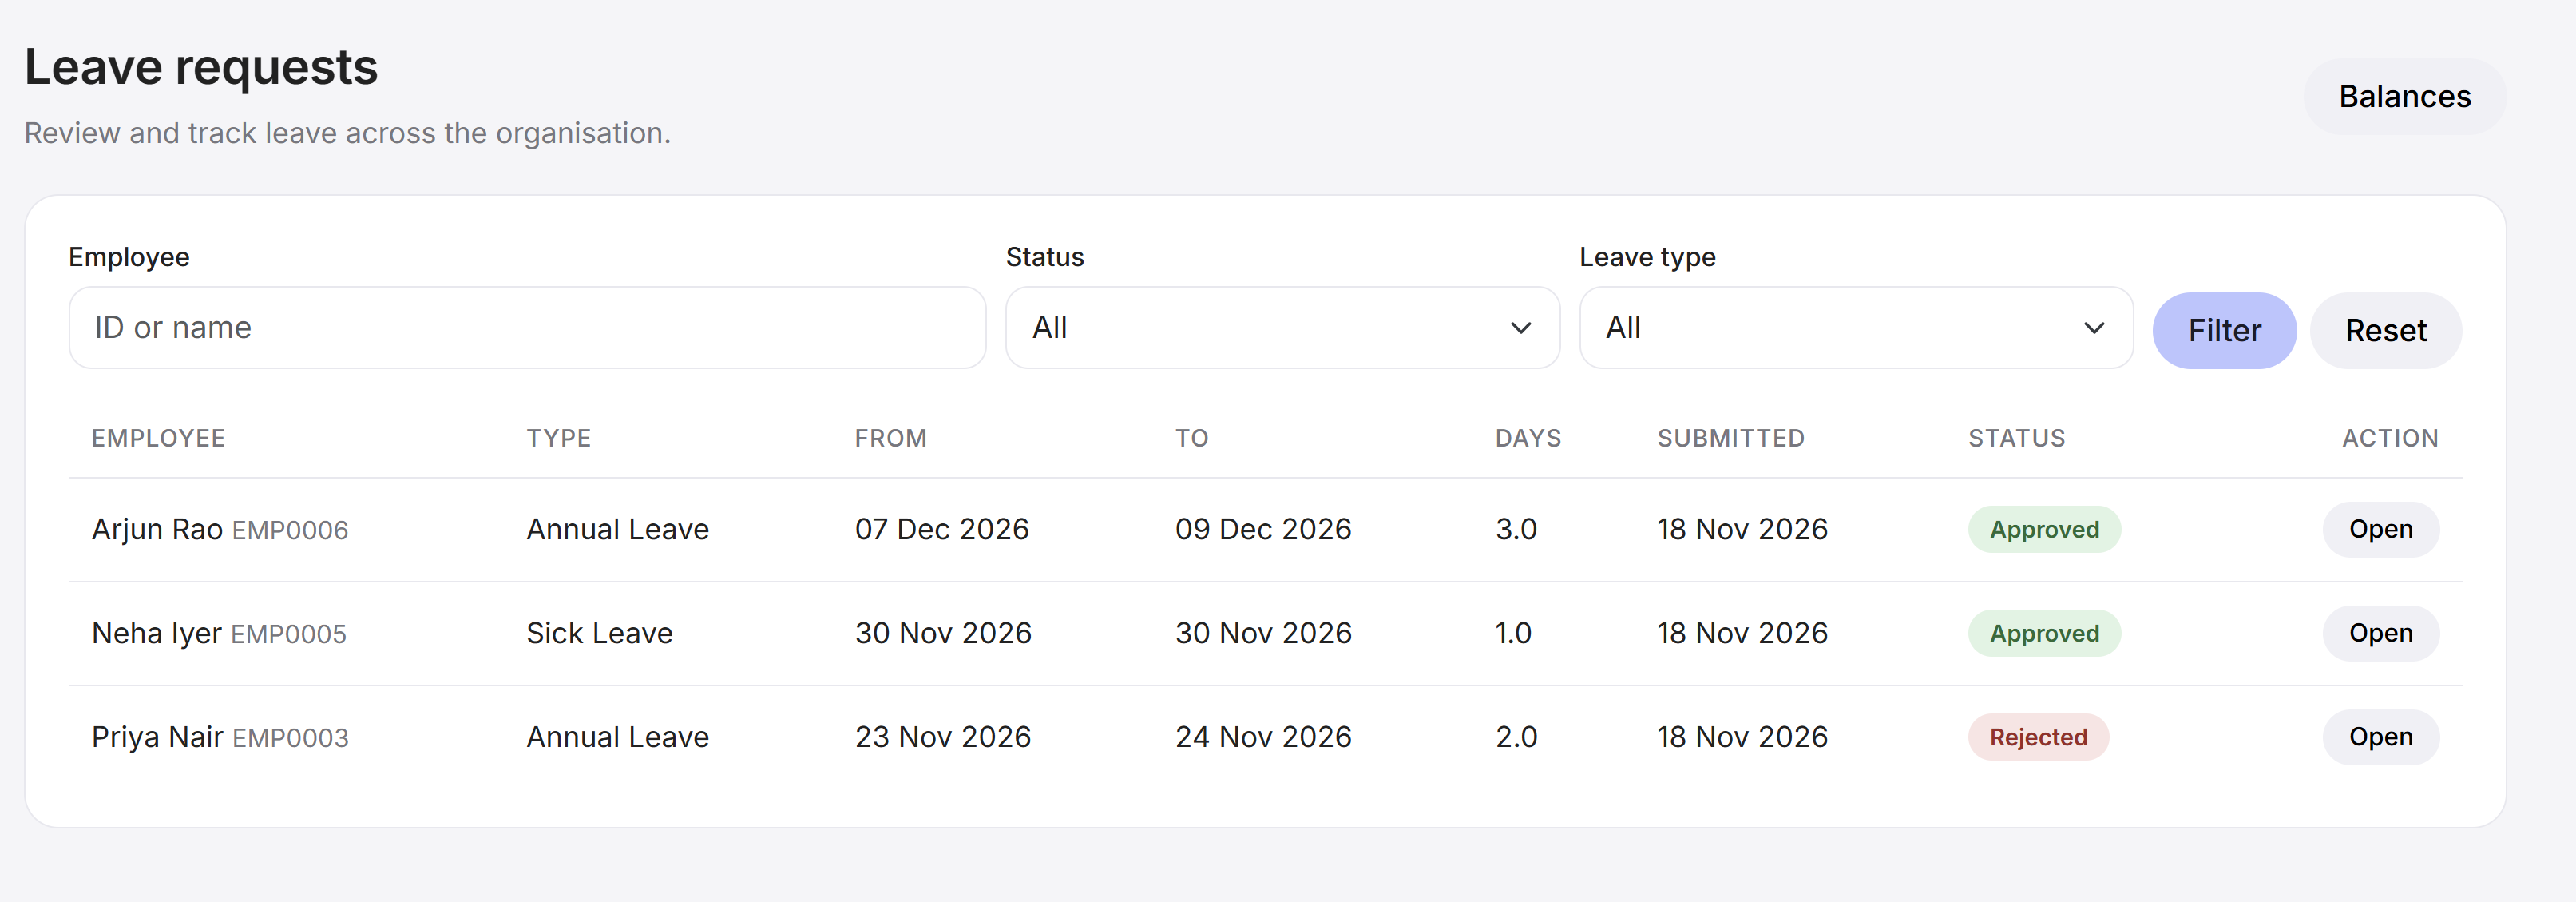 Leave requests
Balances
Review and track leave across the organisation.
Employee Status Leave type
ID or name All All Filter Reset
EMPLOYEE TYPE FROM TO DAYS SUBMITTED STATUS ACTION
Arjun Rao EMP0006 Annual Leave 07 Dec 2026 09 Dec 2026 3.0 18 Nov 2026 Approved Open
Neha Iyer EMP0005 Sick Leave 30 Nov 2026 30 Nov 2026 1.0 18 Nov 2026 Approved Open
Priya Nair EMP0003 Annual Leave 23 Nov 2026 24 Nov 2026 2.0 18 Nov 2026 Rejected Open